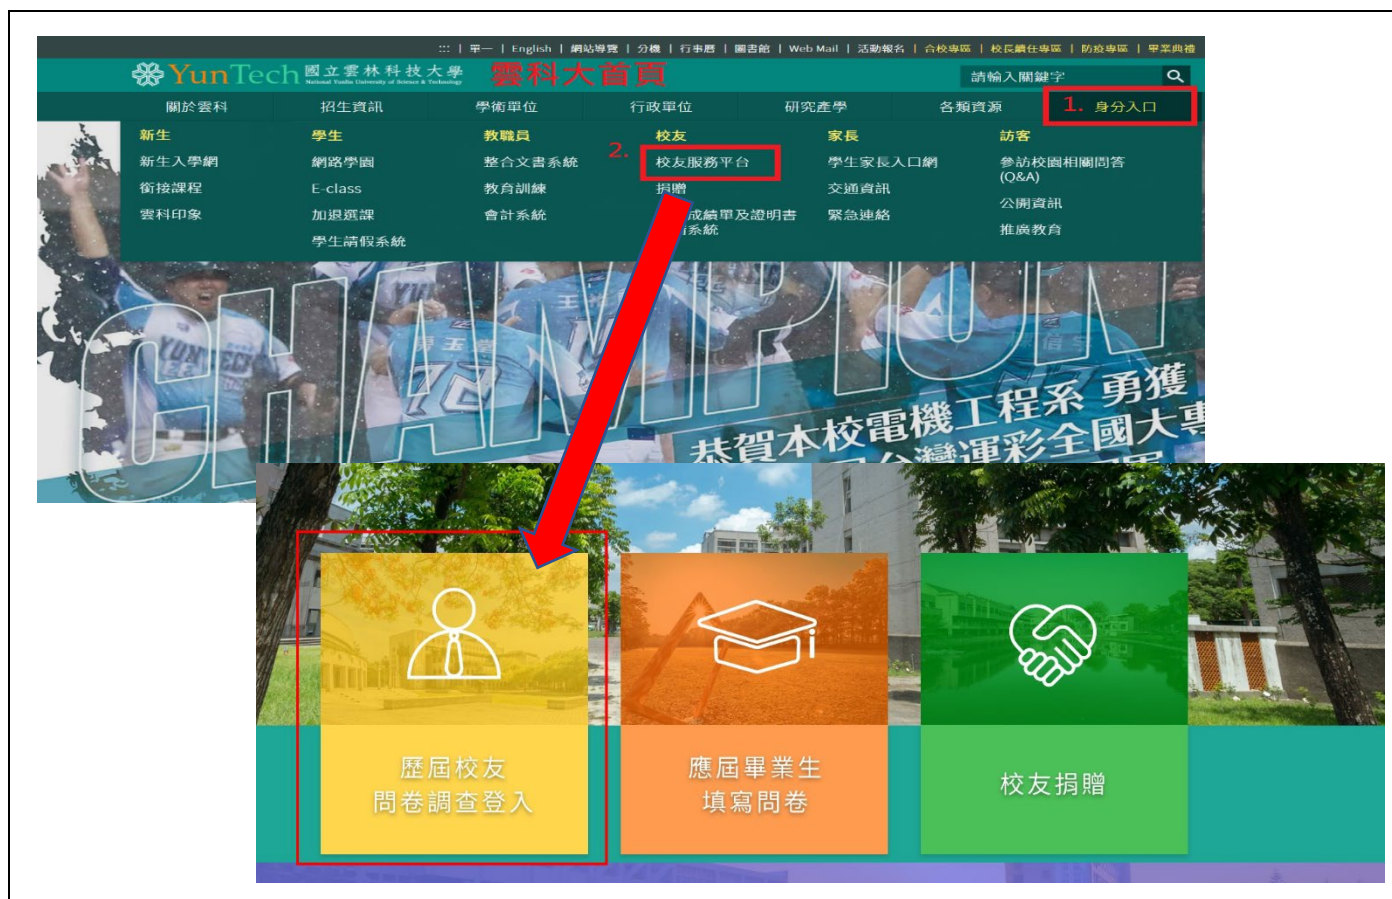 ::: | 單一 | English | 網站導覽 | 分機 | 行事曆 | 圖書館 | Web Mail | 活動報名 | 合校專區 | 校長續任專區 | 防疫專區 | 畢業典禮
YunTech 國立雲林科技大學 雲科大首頁 請輸入關鍵字
National Yunlin University of Science & Technology
關於雲科 招生資訊 學術單位 行政單位 研究產學 各類資源 1. 身分入口
新生 學生 教職員 校友 家長 訪客
新生入學網 網路學園 整合文書系統 2. 校友服務平台 學生家長入口網 參訪校園相關問答
(Q&A)
銜接課程 E-class 教育訓練 捐贈 交通資訊 公開資訊
雲科印象 加退選課 會計系統 成績單及證明書 緊急連絡 推廣教育
系統
學生請假系統
CHAMPION
恭賀本校電機工程系 勇獲
台灣運彩全國大專
歷屆校友
問卷調查登入
應屆畢業生
填寫問卷
校友捐贈